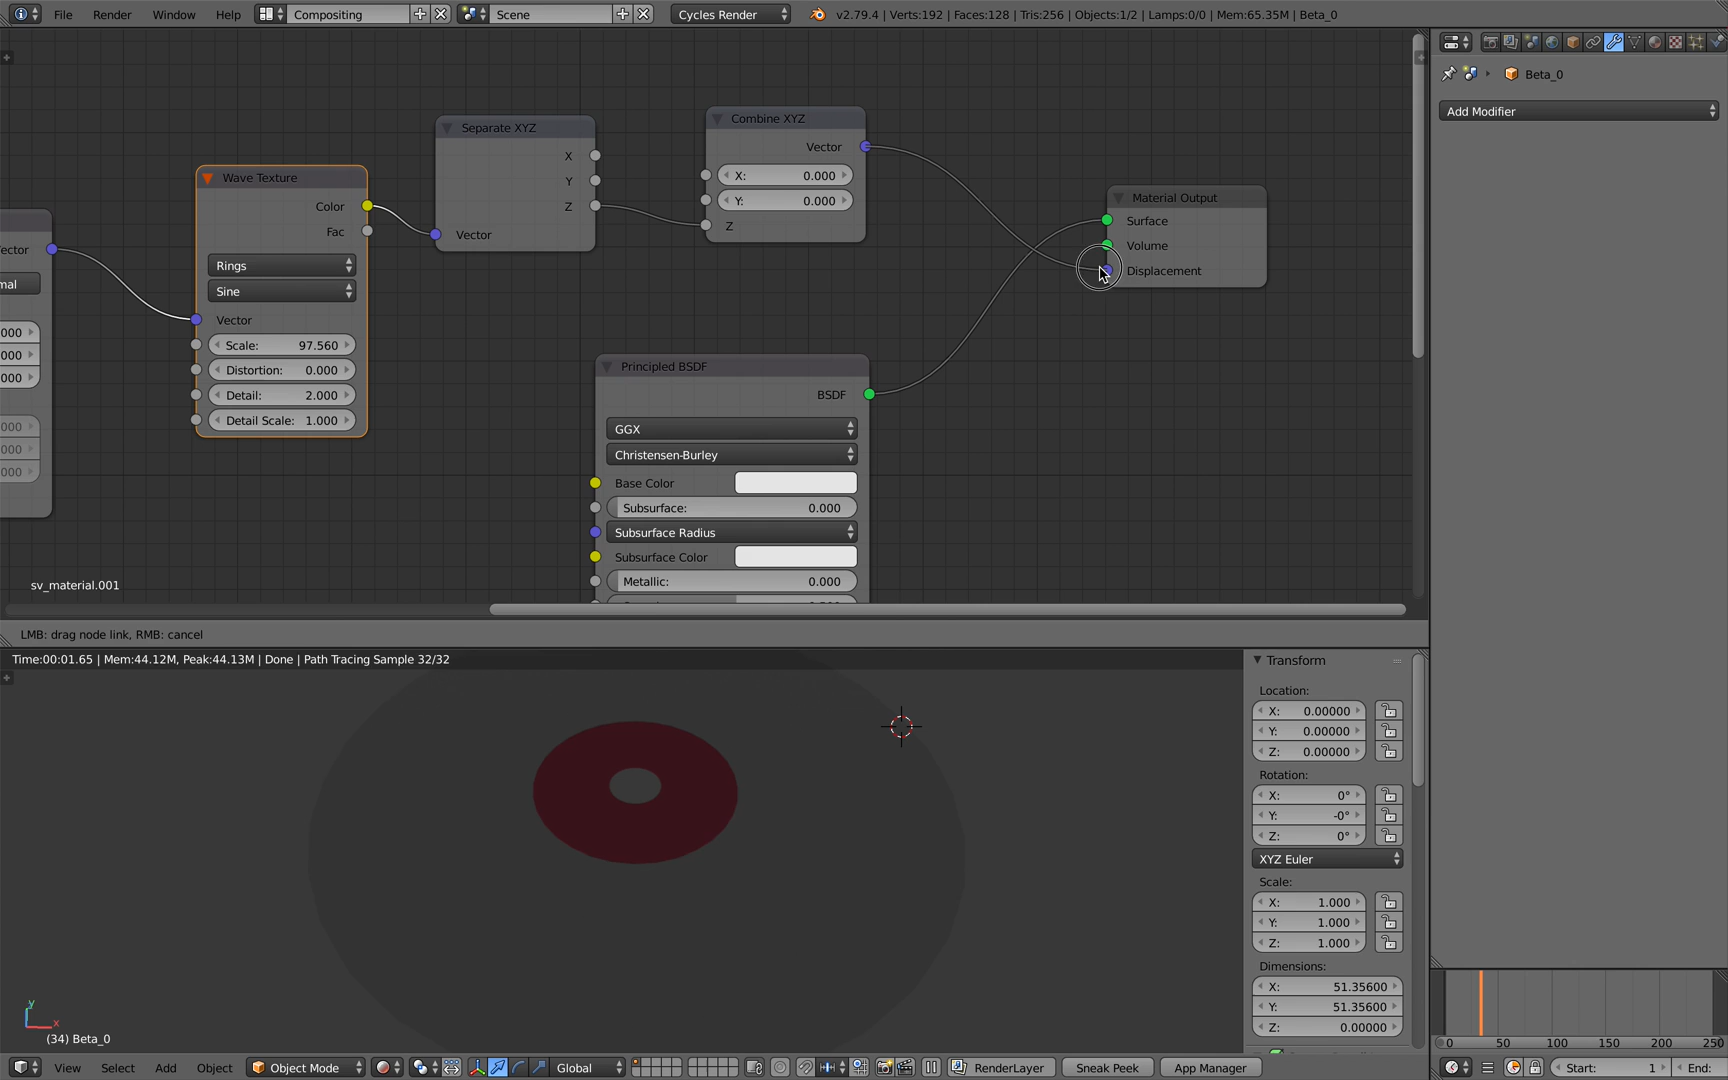 File Render Window Help Compositing Scene Cycles Render v2.79.4 | Verts:192 | Faces:128 | Tris:256 | Objects:1/2 | Lamps:0/0 | Mem:65.35M | Beta_0
Beta_0
Add Modifier
Combine XYZ
Vector
X: 0.000
Y: 0.000
Z
Separate XYZ
X
Y
Z
Vector
Wave Texture
Color
Fac
Rings
Sine
Vector
Scale: 97.560
Distortion: 0.000
Detail: 2.000
Detail Scale: 1.000
Material Output
Surface
Volume
Displacement
Principled BSDF
BSDF
GGX
Christensen-Burley
Base Color
Subsurface: 0.000
Subsurface Radius
Subsurface Color
Metallic: 0.000
sv_material.001
LMB: drag node link, RMB: cancel
Time:00:01.65 | Mem:44.12M, Peak:44.13M | Done | Path Tracing Sample 32/32
Transform
Location:
X: 0.00000
Y: 0.00000
Z: 0.00000
Rotation:
X: 0°
Y: -0°
Z: 0°
XYZ Euler
Scale:
X: 1.000
Y: 1.000
Z: 1.000
Dimensions:
X: 51.35600
Y: 51.35600
Z: 0.00000
y
x
(34) Beta_0
0 50 100 150 200 250
View Select Add Object Object Mode Global RenderLayer Sneak Peek App Manager Start: 1 End: